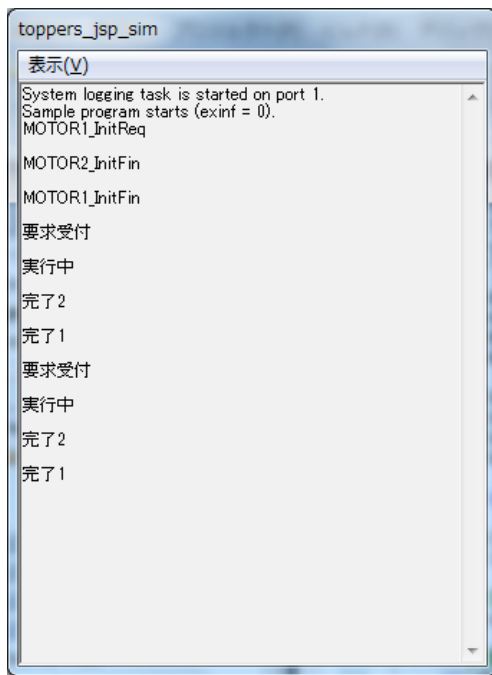 toppers_jsp_sim
表示(V)
System logging task is started on port 1.
Sample program starts (exinf = 0).
MOTOR1_InitReq
MOTOR2_InitFin
MOTOR1_InitFin
要求受付
実行中
完了2
完了1
要求受付
実行中
完了2
完了1